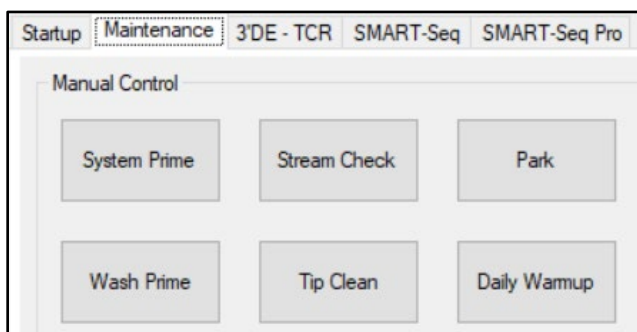 Startup Maintenance 3'DE - TCR SMART-Seq SMART-Seq Pro
Manual Control
System Prime Stream Check Park
Wash Prime Tip Clean Daily Warmup